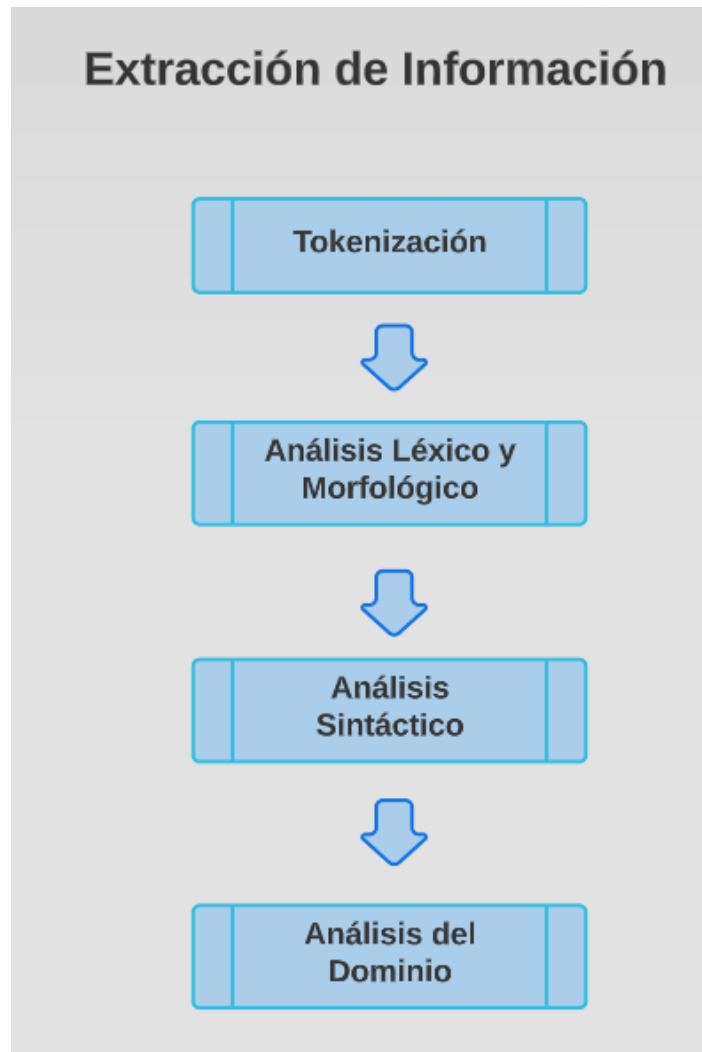 Extracción de Información
Tokenización
Análisis Léxico y
Morfológico
Análisis
Sintáctico
Análisis del
Dominio